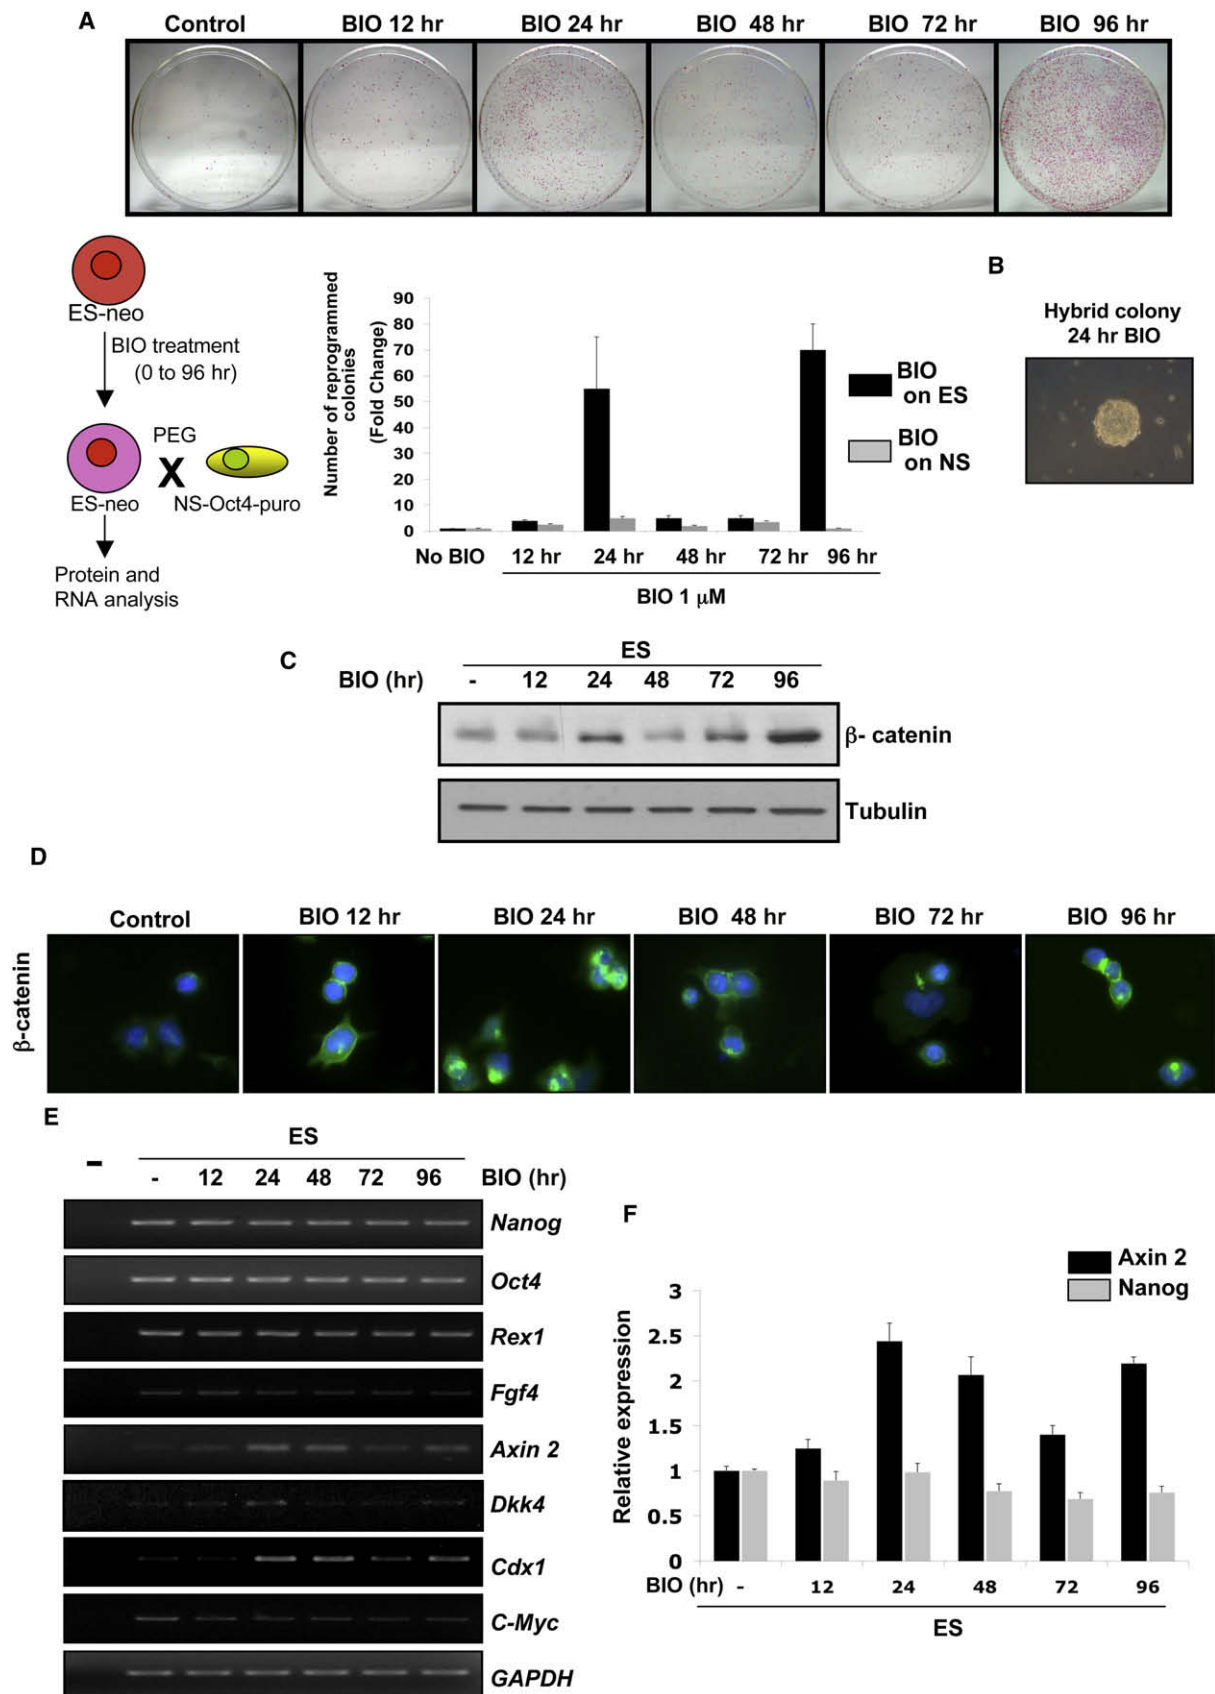 A
Control BIO 12 hr BIO 24 hr BIO 48 hr BIO 72 hr BIO 96 hr
ES-neo
BIO treatment
(0 to 96 hr)
PEG
X
ES-neo NS-Oct4-puro
Protein and
RNA analysis
Number of reprogrammed
colonies
(Fold Change)
90
80
70
60
50
40
30
20
10
0
No BIO 12 hr 24 hr 48 hr 72 hr 96 hr
BIO 1 μM
BIO
on ES
BIO
on NS
B
Hybrid colony
24 hr BIO
C
ES
BIO (hr) - 12 24 48 72 96
β- catenin
Tubulin
D
Control BIO 12 hr BIO 24 hr BIO 48 hr BIO 72 hr BIO 96 hr
β-catenin
E
ES
-
- 12 24 48 72 96 BIO (hr)
Nanog
Oct4
Rex1
Fgf4
Axin 2
Dkk4
Cdx1
C-Myc
GAPDH
F
Axin 2
Nanog
Relative expression
3
2.5
2
1.5
1
0.5
0
BIO (hr) - 12 24 48 72 96
ES